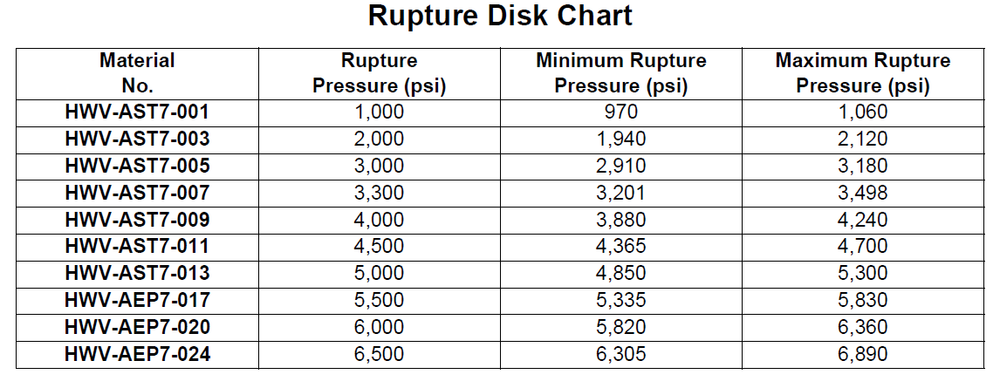 Rupture Disk Chart
Material No. Rupture Pressure (psi) Minimum Rupture Pressure (psi) Maximum Rupture Pressure (psi)
HWV-AST7-001 1,000 970 1,060
HWV-AST7-003 2,000 1,940 2,120
HWV-AST7-005 3,000 2,910 3,180
HWV-AST7-007 3,300 3,201 3,498
HWV-AST7-009 4,000 3,880 4,240
HWV-AST7-011 4,500 4,365 4,700
HWV-AST7-013 5,000 4,850 5,300
HWV-AEP7-017 5,500 5,335 5,830
HWV-AEP7-020 6,000 5,820 6,360
HWV-AEP7-024 6,500 6,305 6,890